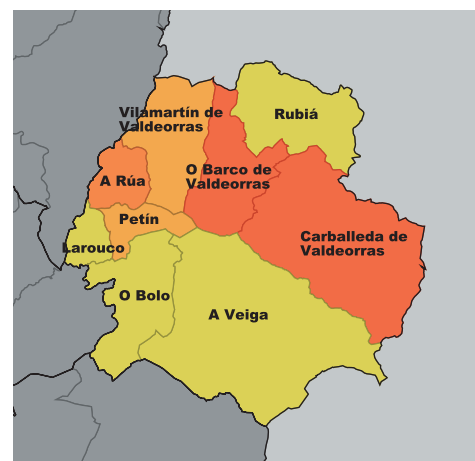 Vilamartín de
Valdeorras
Rubiá
O Barco de
Valdeorras
A Rúa
Petín
Larouco
Carballeda de
Valdeorras
O Bolo
A Veiga